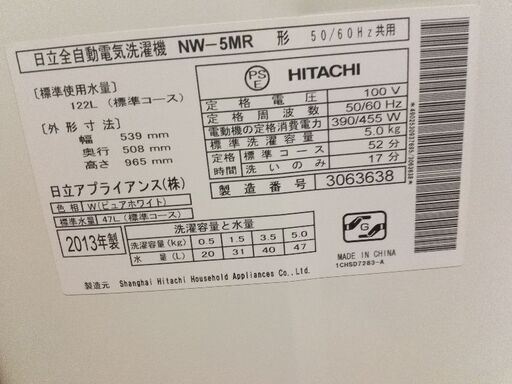 日立全自動電気洗濯機 NW-5MR 形 50/60Hz共用
〔標準使用水量〕
122L (標準コース)
〔外形寸法〕
幅 539 mm
奥行 508 mm
高さ 965 mm
日立アプライアンス(株)
色相 W(ピュアホワイト)
標準水量 47L(標準コース)
2013年製
PS
E
HITACHI
定格電圧 100 V
定格周波数 50/60 Hz
電動機の定格消費電力 390/455 W
標準洗濯容量 5.0kg
定格時間 標準コース 52分
洗いのみ 17分
製造番号 3063638
洗濯容量と水量
洗濯容量(kg) 0.5 1.5 3.5 5.0
水量(L) 20 31 40 47
製造元 Shanghai Hitachi Household Appliances Co.,Ltd.
S
G
MADE IN CHINA
1CHSD7283-A